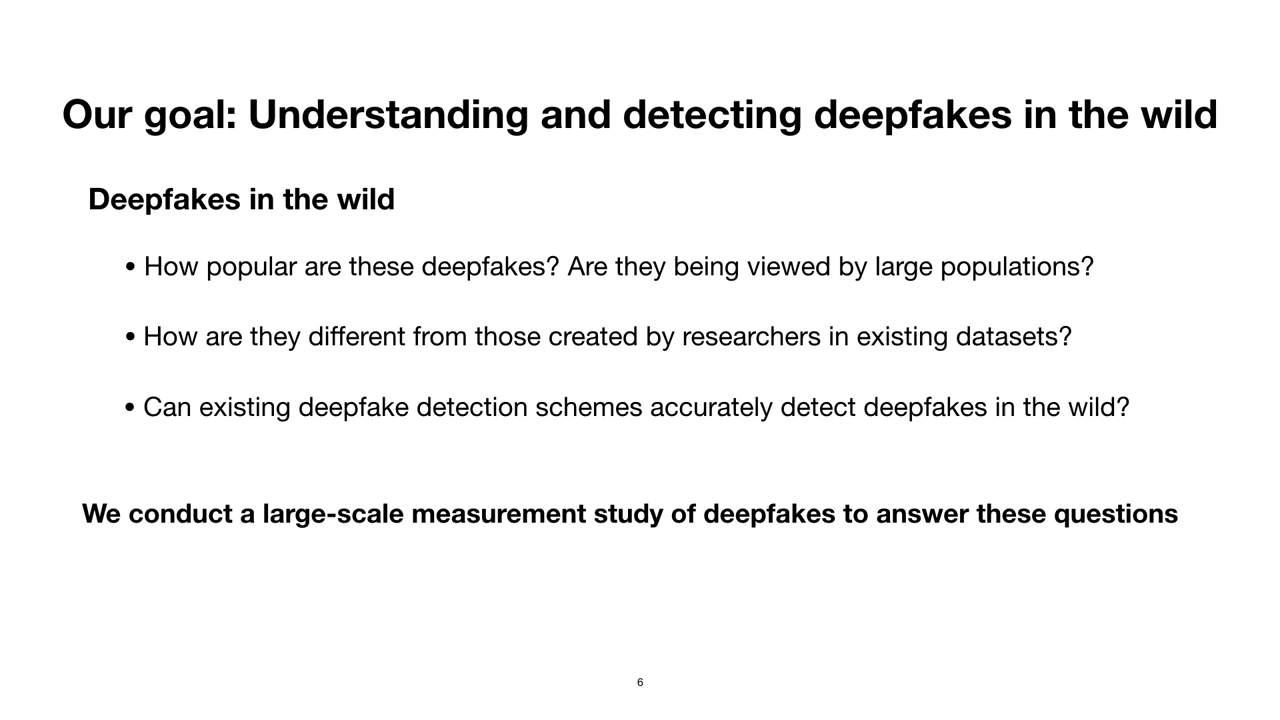 Our goal: Understanding and detecting deepfakes in the wild
Deepfakes in the wild
• How popular are these deepfakes? Are they being viewed by large populations?
• How are they different from those created by researchers in existing datasets?
• Can existing deepfake detection schemes accurately detect deepfakes in the wild?
We conduct a large-scale measurement study of deepfakes to answer these questions
6